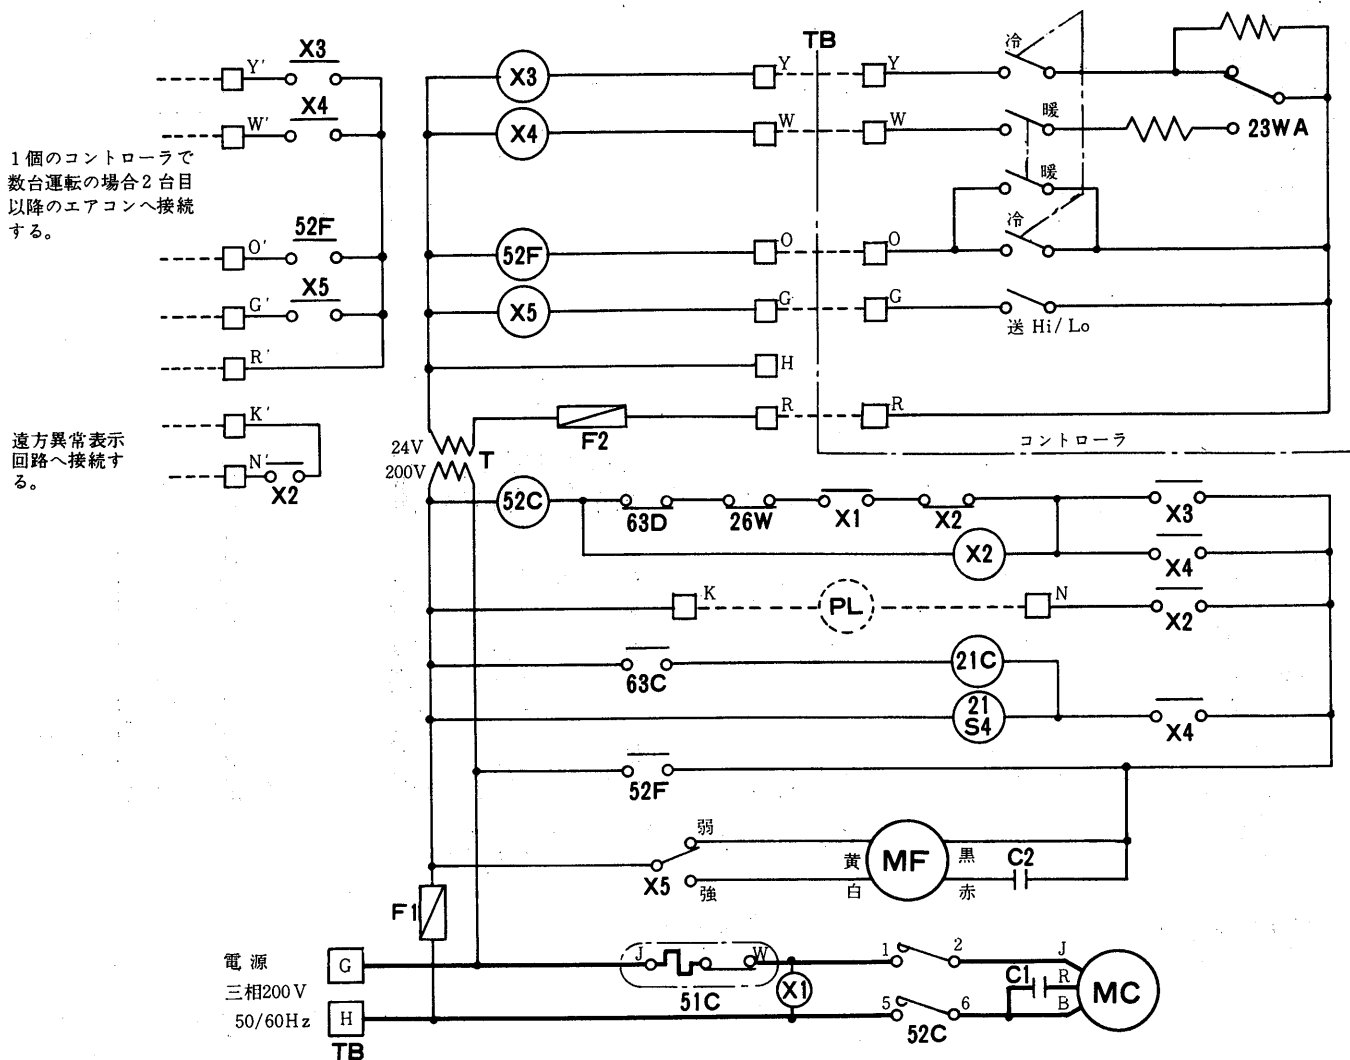 X3
Y'
X4
W'
1個のコントローラで
数台運転の場合2台目
以降のエアコンへ接続
する。
52F
O'
X5
G'
R'
K'
遠方異常表示
回路へ接続す
る。
N'
X2
TB
冷
X3
Y
Y
X4
W
W
暖
23WA
暖
冷
52F
O
O
X5
G
G
送 Hi/Lo
H
R
R
F2
コントローラ
24V
200V
T
52C
63D
26W
X1
X2
X3
X2
X4
K
PL
N
X2
63C
21C
21
S4
X4
52F
弱
X5
強
黄
白
MF
黒
赤
C2
F1
電源
三相200V
50/60Hz
G
H
TB
J
W
51C
X1
1
2
5
6
52C
J
C1
R
B
MC